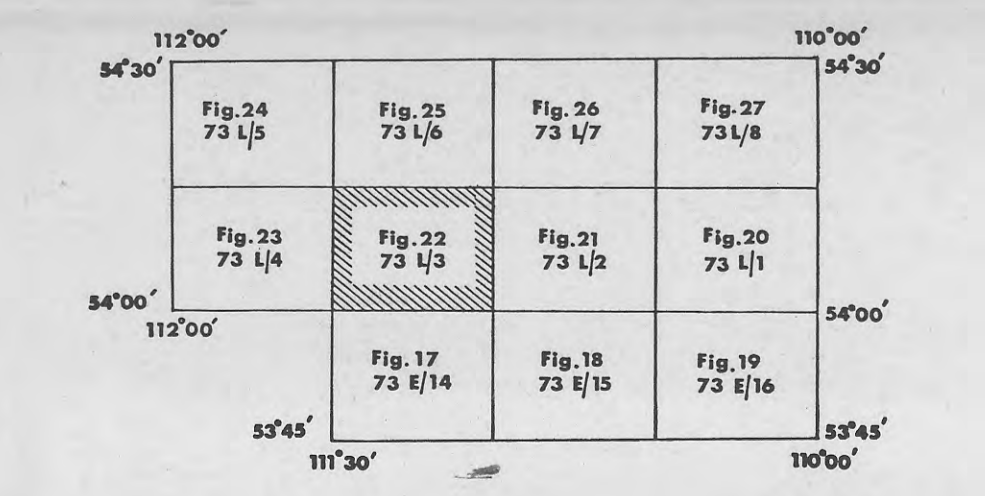 112°00′
110°00′
54°30′
54°30′
Fig.24
73 L/5
Fig.25
73 L/6
Fig.26
73 L/7
Fig.27
73 L/8
Fig.23
73 L/4
Fig.22
73 L/3
Fig.21
73 L/2
Fig.20
73 L/1
54°00′
54°00′
112°00′
Fig.17
73 E/14
Fig.18
73 E/15
Fig.19
73 E/16
53°45′
53°45′
111°30′
110°00′